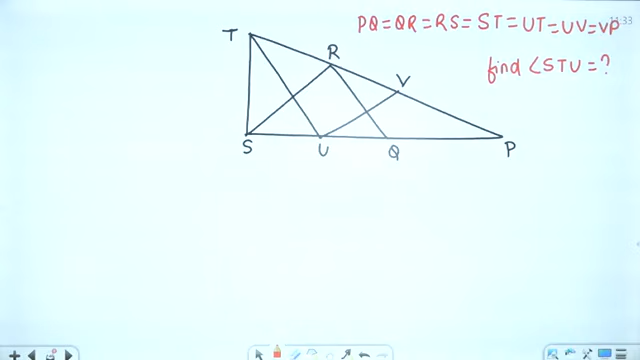 PQ = QR = RS = ST = UT = UV = VP
find ∠STU = ?
T
R
V
S
U
Q
P